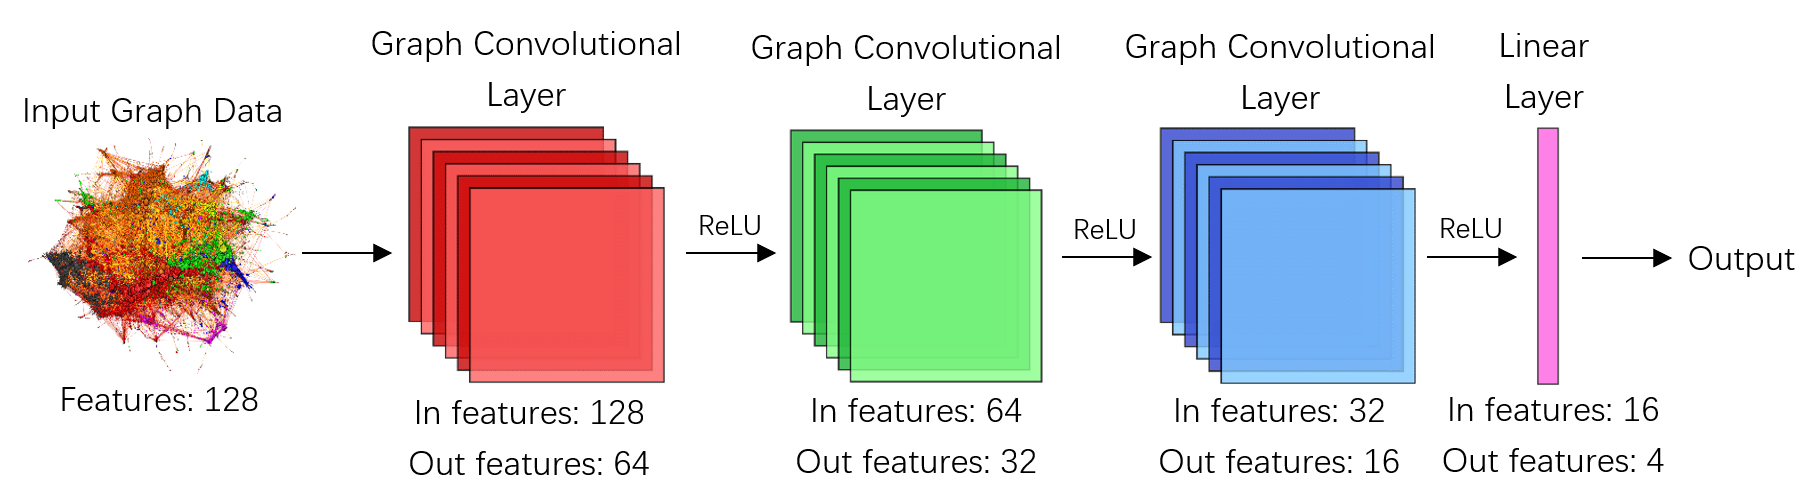 Input Graph Data
Features: 128
Graph Convolutional
Layer
In features: 128
Out features: 64
ReLU
Graph Convolutional
Layer
In features: 64
Out features: 32
ReLU
Graph Convolutional
Layer
In features: 32
Out features: 16
ReLU
Linear
Layer
In features: 16
Out features: 4
Output